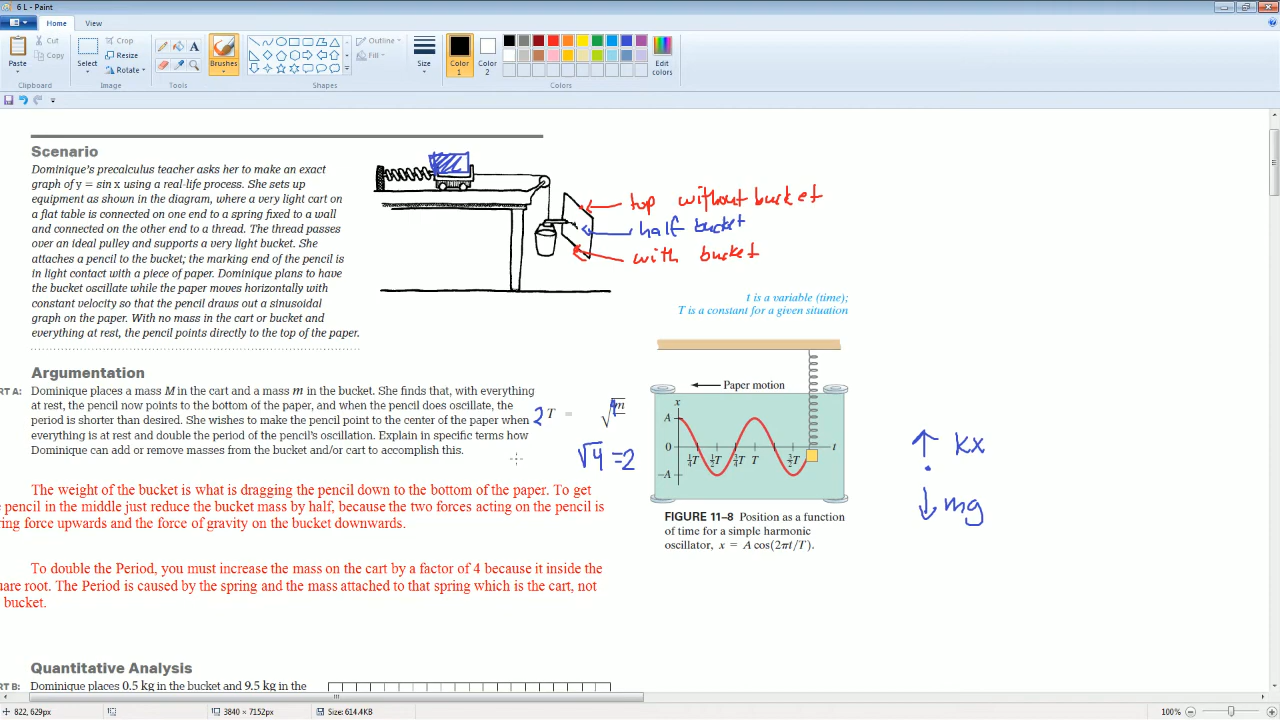 6 L - Paint
Home
View
Paste
Cut
Copy
Clipboard
Select
Crop
Resize
Rotate
Image
Tools
Brushes
Outline
Fill
Shapes
Size
Color
1
Color
2
Edit
colors
Colors
Scenario
Dominique's precalculus teacher asks her to make an exact
graph of y = sin x using a real-life process. She sets up
equipment as shown in the diagram, where a very light cart on
a flat table is connected on one end to a spring fixed to a wall
and connected on the other end to a thread. The thread passes
over an ideal pulley and supports a very light bucket. She
attaches a pencil to the bucket; the marking end of the pencil is
in light contact with a piece of paper. Dominique plans to have
the bucket oscillate while the paper moves horizontally with
constant velocity so that the pencil draws out a sinusoidal
graph on the paper. With no mass in the cart or bucket and
everything at rest, the pencil points directly to the top of the paper.
top without bucket
half bucket
with bucket
t is a variable (time);
T is a constant for a given situation
Argumentation
RT A:
Dominique places a mass M in the cart and a mass m in the bucket. She finds that, with everything
at rest, the pencil now points to the bottom of the paper, and when the pencil does oscillate, the
period is shorter than desired. She wishes to make the pencil point to the center of the paper when
everything is at rest and double the period of the pencil's oscillation. Explain in specific terms how
Dominique can add or remove masses from the bucket and/or cart to accomplish this.
2T = √4m
√4 = 2
Paper motion
x
A
0
-A
¼T
½T
¾T
T
3/2T
t
FIGURE 11–8 Position as a function
of time for a simple harmonic
oscillator, x = A cos(2πt/T).
↑ kx
↓ mg
The weight of the bucket is what is dragging the pencil down to the bottom of the paper. To get
pencil in the middle just reduce the bucket mass by half, because the two forces acting on the pencil is
ring force upwards and the force of gravity on the bucket downwards.
To double the Period, you must increase the mass on the cart by a factor of 4 because it inside the
uare root. The Period is caused by the spring and the mass attached to that spring which is the cart, not
bucket.
Quantitative Analysis
RT B:
Dominique places 0.5 kg in the bucket and 9.5 kg in the
822, 629px
3840 × 7152px
Size: 614.4KB
100%